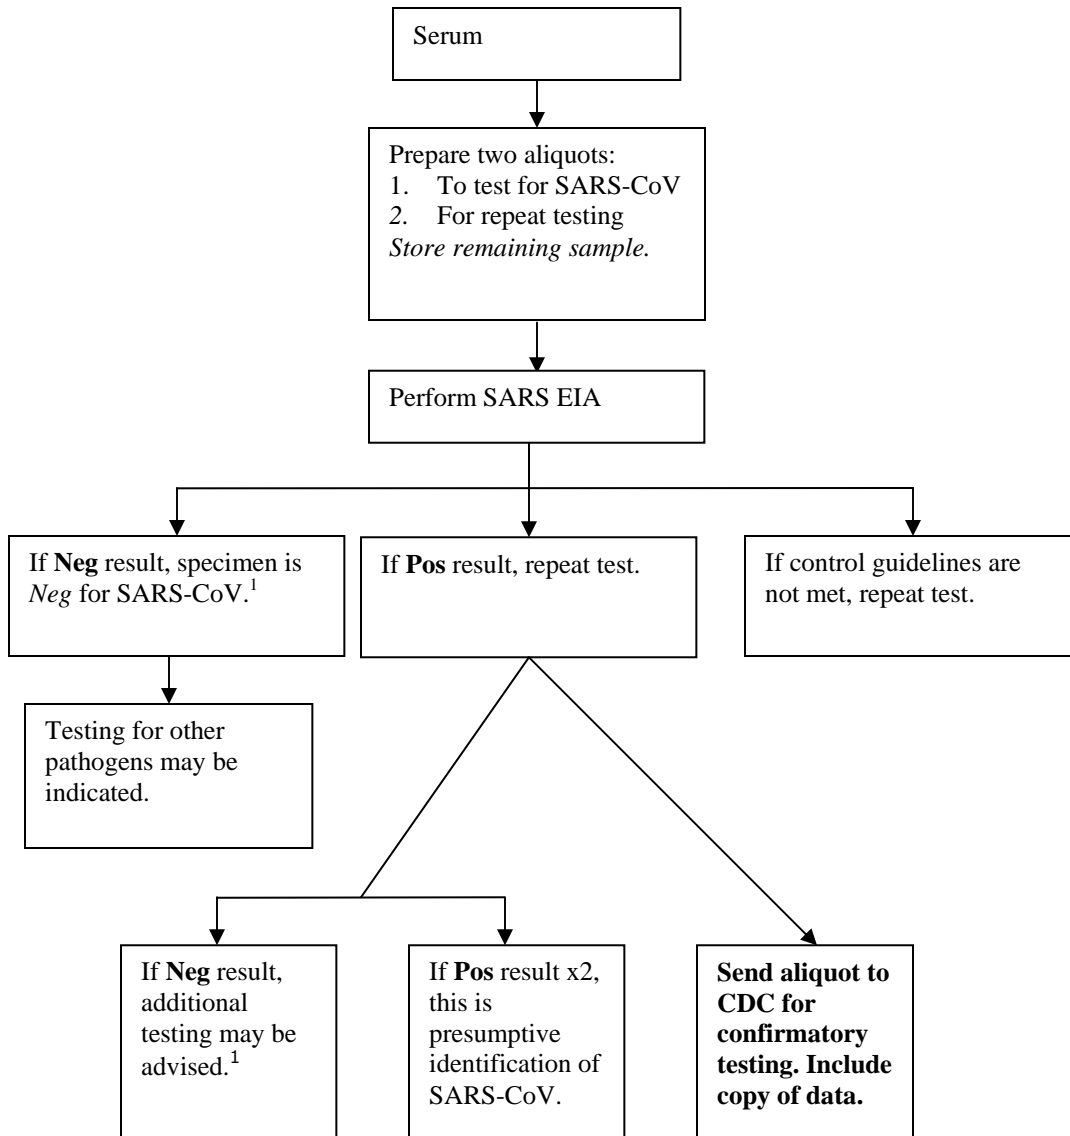 Serum
Prepare two aliquots:
1. To test for SARS-CoV
2. For repeat testing
Store remaining sample.
Perform SARS EIA
If Neg result, specimen is
Neg for SARS-CoV.¹
If Pos result, repeat test.
If control guidelines are
not met, repeat test.
Testing for other
pathogens may be
indicated.
If Neg result,
additional
testing may be
advised.¹
If Pos result x2,
this is
presumptive
identification of
SARS-CoV.
Send aliquot to
CDC for
confirmatory
testing. Include
copy of data.